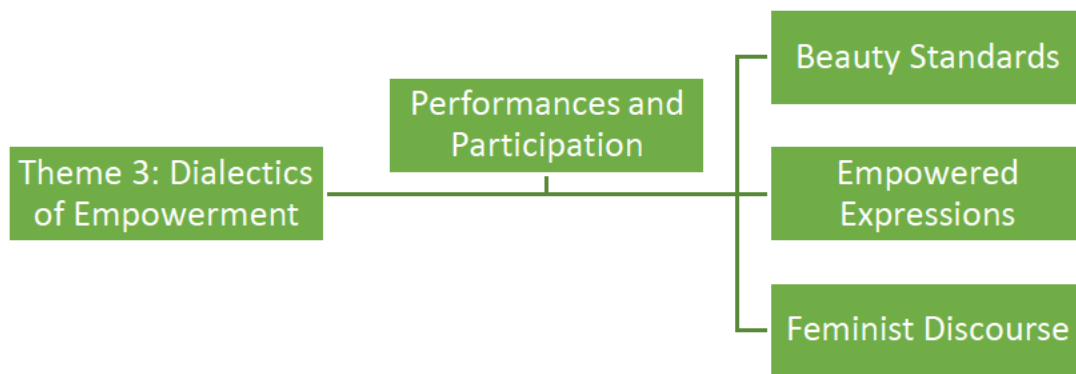 Theme 3: Dialectics
of Empowerment
Performances and
Participation
Beauty Standards
Empowered
Expressions
Feminist Discourse